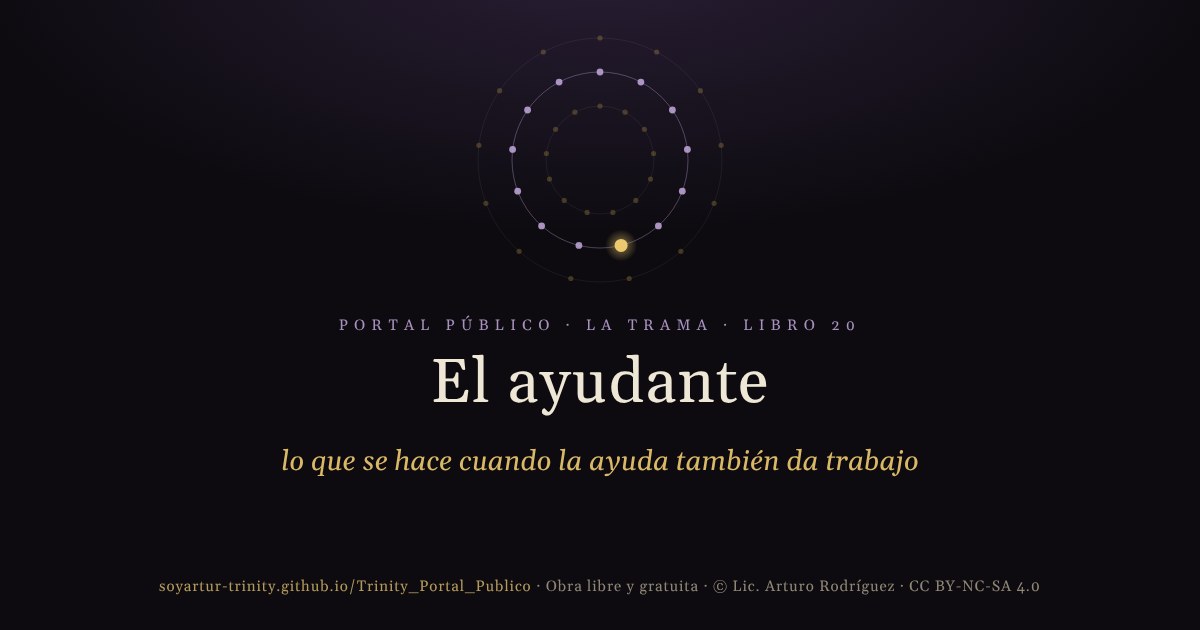 PORTAL PÚBLICO · LA TRAMA · LIBRO 20
El ayudante
lo que se hace cuando la ayuda también da trabajo
soyartur-trinity.github.io/Trinity_Portal_Publico · Obra libre y gratuita · © Lic. Arturo Rodríguez · CC BY-NC-SA 4.0